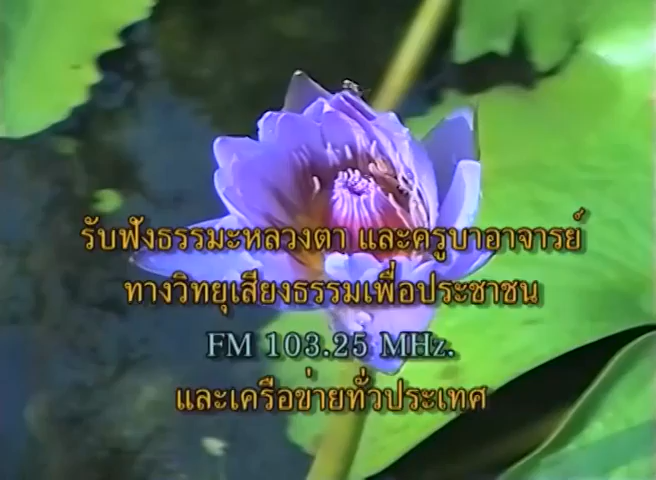 รับฟังธรรมะหลวงตา และครูบาอาจารย์
ทางวิทยุเสียงธรรมเพื่อประชาชน
FM 103.25 MHz.
และเครือข่ายทั่วประเทศ